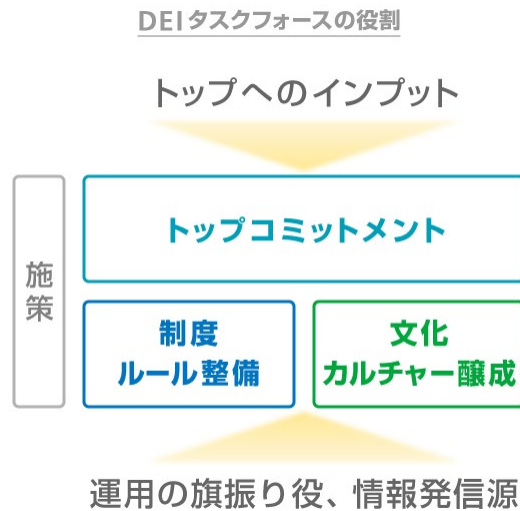 DEIタスクフォースの役割
トップへのインプット
施策
トップコミットメント
制度
ルール整備
文化
カルチャー醸成
運用の旗振り役、情報発信源